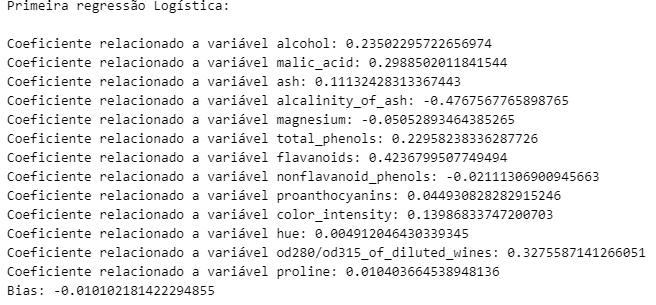 Primeira regressão Logística:
Coeficiente relacionado a variável alcohol: 0.23502295722656974
Coeficiente relacionado a variável malic_acid: 0.2988502011841544
Coeficiente relacionado a variável ash: 0.11132428313367443
Coeficiente relacionado a variável alcalinity_of_ash: -0.4767567765898765
Coeficiente relacionado a variável magnesium: -0.05052893464385265
Coeficiente relacionado a variável total_phenols: 0.22958238336287726
Coeficiente relacionado a variável flavanoids: 0.4236799507749494
Coeficiente relacionado a variável nonflavanoid_phenols: -0.02111306900945663
Coeficiente relacionado a variável proanthocyanins: 0.044930828282915246
Coeficiente relacionado a variável color_intensity: 0.13986833747200703
Coeficiente relacionado a variável hue: 0.004912046430339345
Coeficiente relacionado a variável od280/od315_of_diluted_wines: 0.3275587141266051
Coeficiente relacionado a variável proline: 0.010403664538948136
Bias: -0.010102181422294855